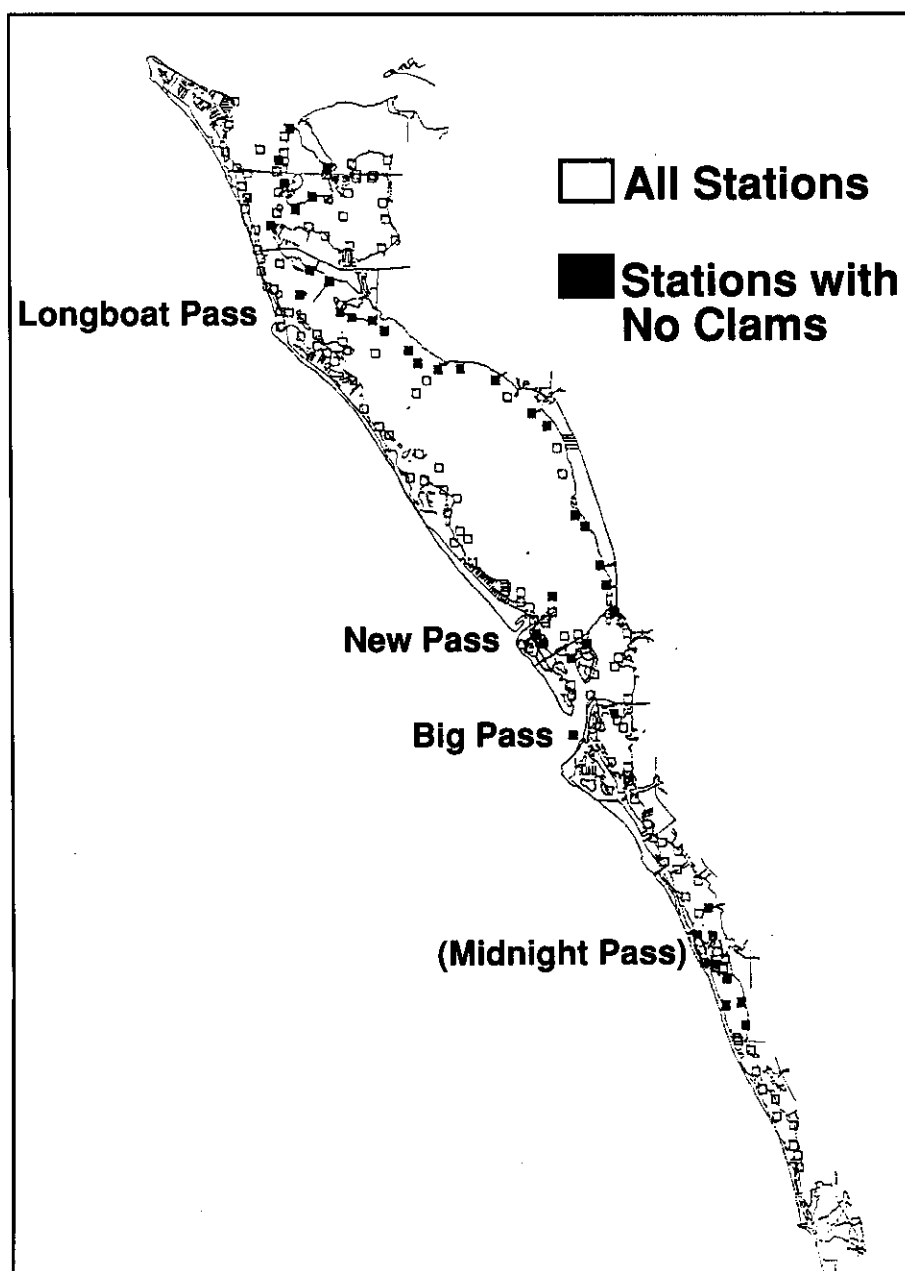 All Stations
Stations with
No Clams
Longboat Pass
New Pass
Big Pass
(Midnight Pass)